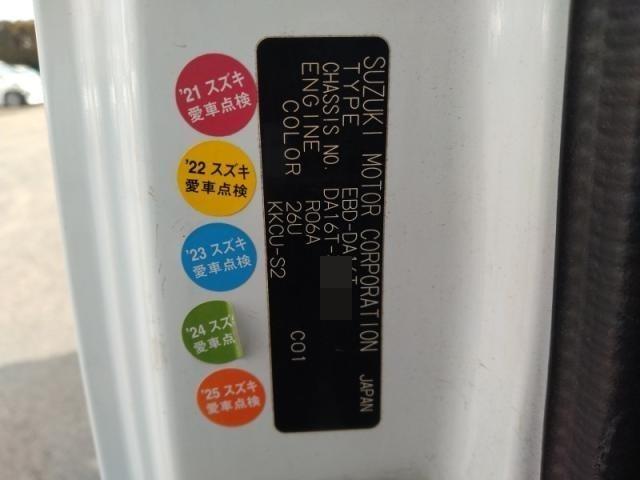 '21 スズキ
愛車点検
'22 スズキ
愛車点検
'23 スズキ
愛車点検
'24 スズ
愛車点
'25 スズキ
愛車点検
SUZUKI MOTOR CORPORATION JAPAN
TYPE EBD-DA16T
CHASSIS NO. DA16T-
ENGINE R06A
COLOR 26U C01
KKCU-S2